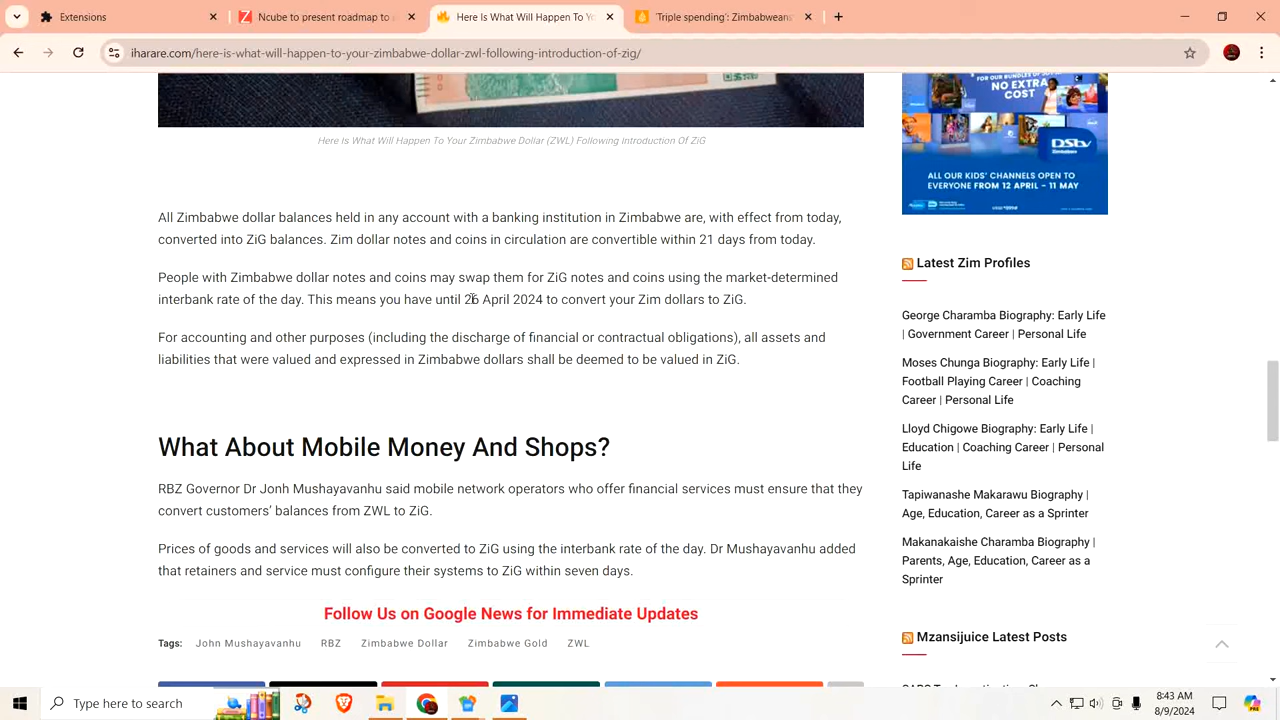 Extensions
Ncube to present roadmap to
Here Is What Will Happen To Yo
'Triple spending': Zimbabweans
iharare.com/here-is-what-will-happen-to-your-zimbabwe-dollar-zwl-following-introduction-of-zig/
Here Is What Will Happen To Your Zimbabwe Dollar (ZWL) Following Introduction Of ZiG
All Zimbabwe dollar balances held in any account with a banking institution in Zimbabwe are, with effect from today,
converted into ZiG balances. Zim dollar notes and coins in circulation are convertible within 21 days from today.
People with Zimbabwe dollar notes and coins may swap them for ZiG notes and coins using the market-determined
interbank rate of the day. This means you have until 26 April 2024 to convert your Zim dollars to ZiG.
For accounting and other purposes (including the discharge of financial or contractual obligations), all assets and
liabilities that were valued and expressed in Zimbabwe dollars shall be deemed to be valued in ZiG.
What About Mobile Money And Shops?
RBZ Governor Dr Jonh Mushayavanhu said mobile network operators who offer financial services must ensure that they
convert customers' balances from ZWL to ZiG.
Prices of goods and services will also be converted to ZiG using the interbank rate of the day. Dr Mushayavanhu added
that retainers and service must configure their systems to ZiG within seven days.
Follow Us on Google News for Immediate Updates
Tags: John Mushayavanhu RBZ Zimbabwe Dollar Zimbabwe Gold ZWL
FOR OUR BUNDLES OF JOY
NO EXTRA
COST
DStv
ALL OUR KIDS' CHANNELS OPEN TO
EVERYONE FROM 12 APRIL – 11 MAY
Latest Zim Profiles
George Charamba Biography: Early Life
| Government Career | Personal Life
Moses Chunga Biography: Early Life |
Football Playing Career | Coaching
Career | Personal Life
Lloyd Chigowe Biography: Early Life |
Education | Coaching Career | Personal
Life
Tapiwanashe Makarawu Biography |
Age, Education, Career as a Sprinter
Makanakaishe Charamba Biography |
Parents, Age, Education, Career as a
Sprinter
Mzansijuice Latest Posts
Type here to search
8:43 AM
8/9/2024